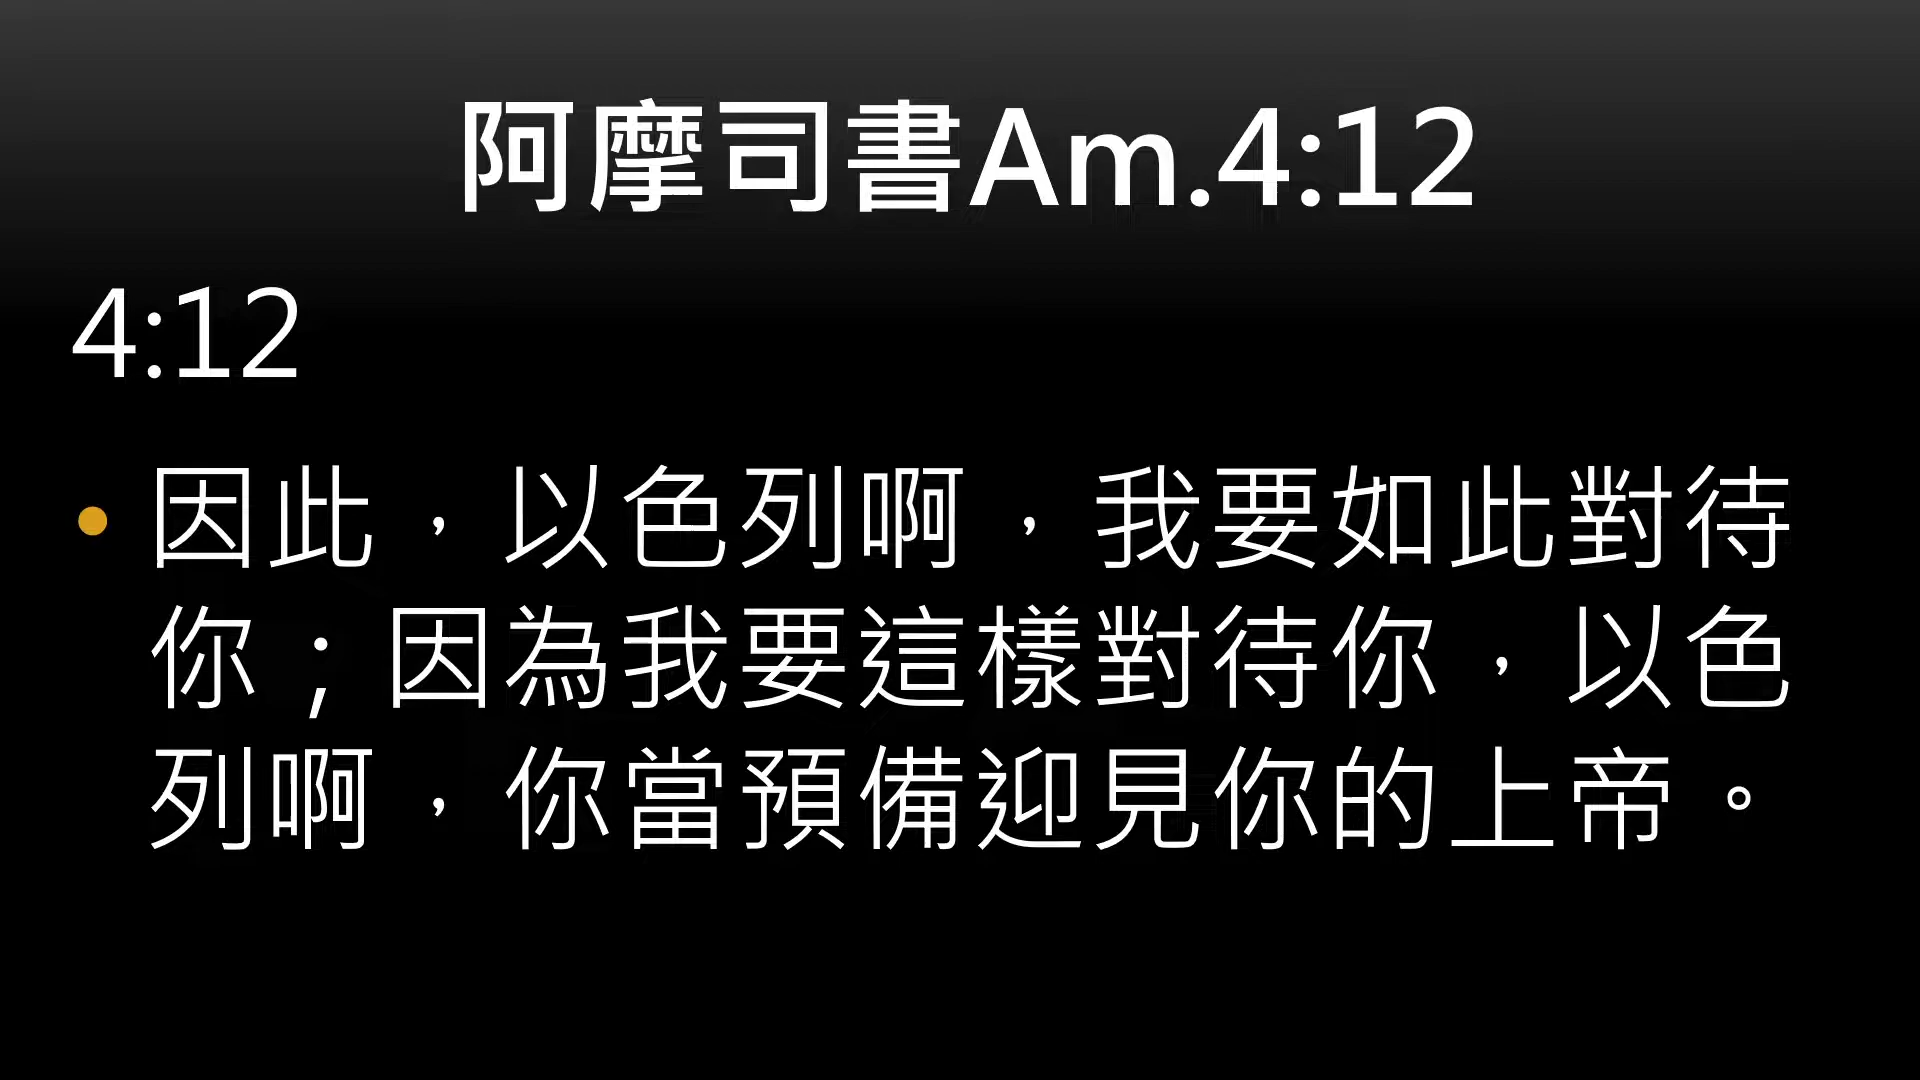 阿摩司書Am.4:12
4:12
• 因此，以色列啊，我要如此對待
你；因為我要這樣對待你，以色
列啊，你當預備迎見你的上帝。